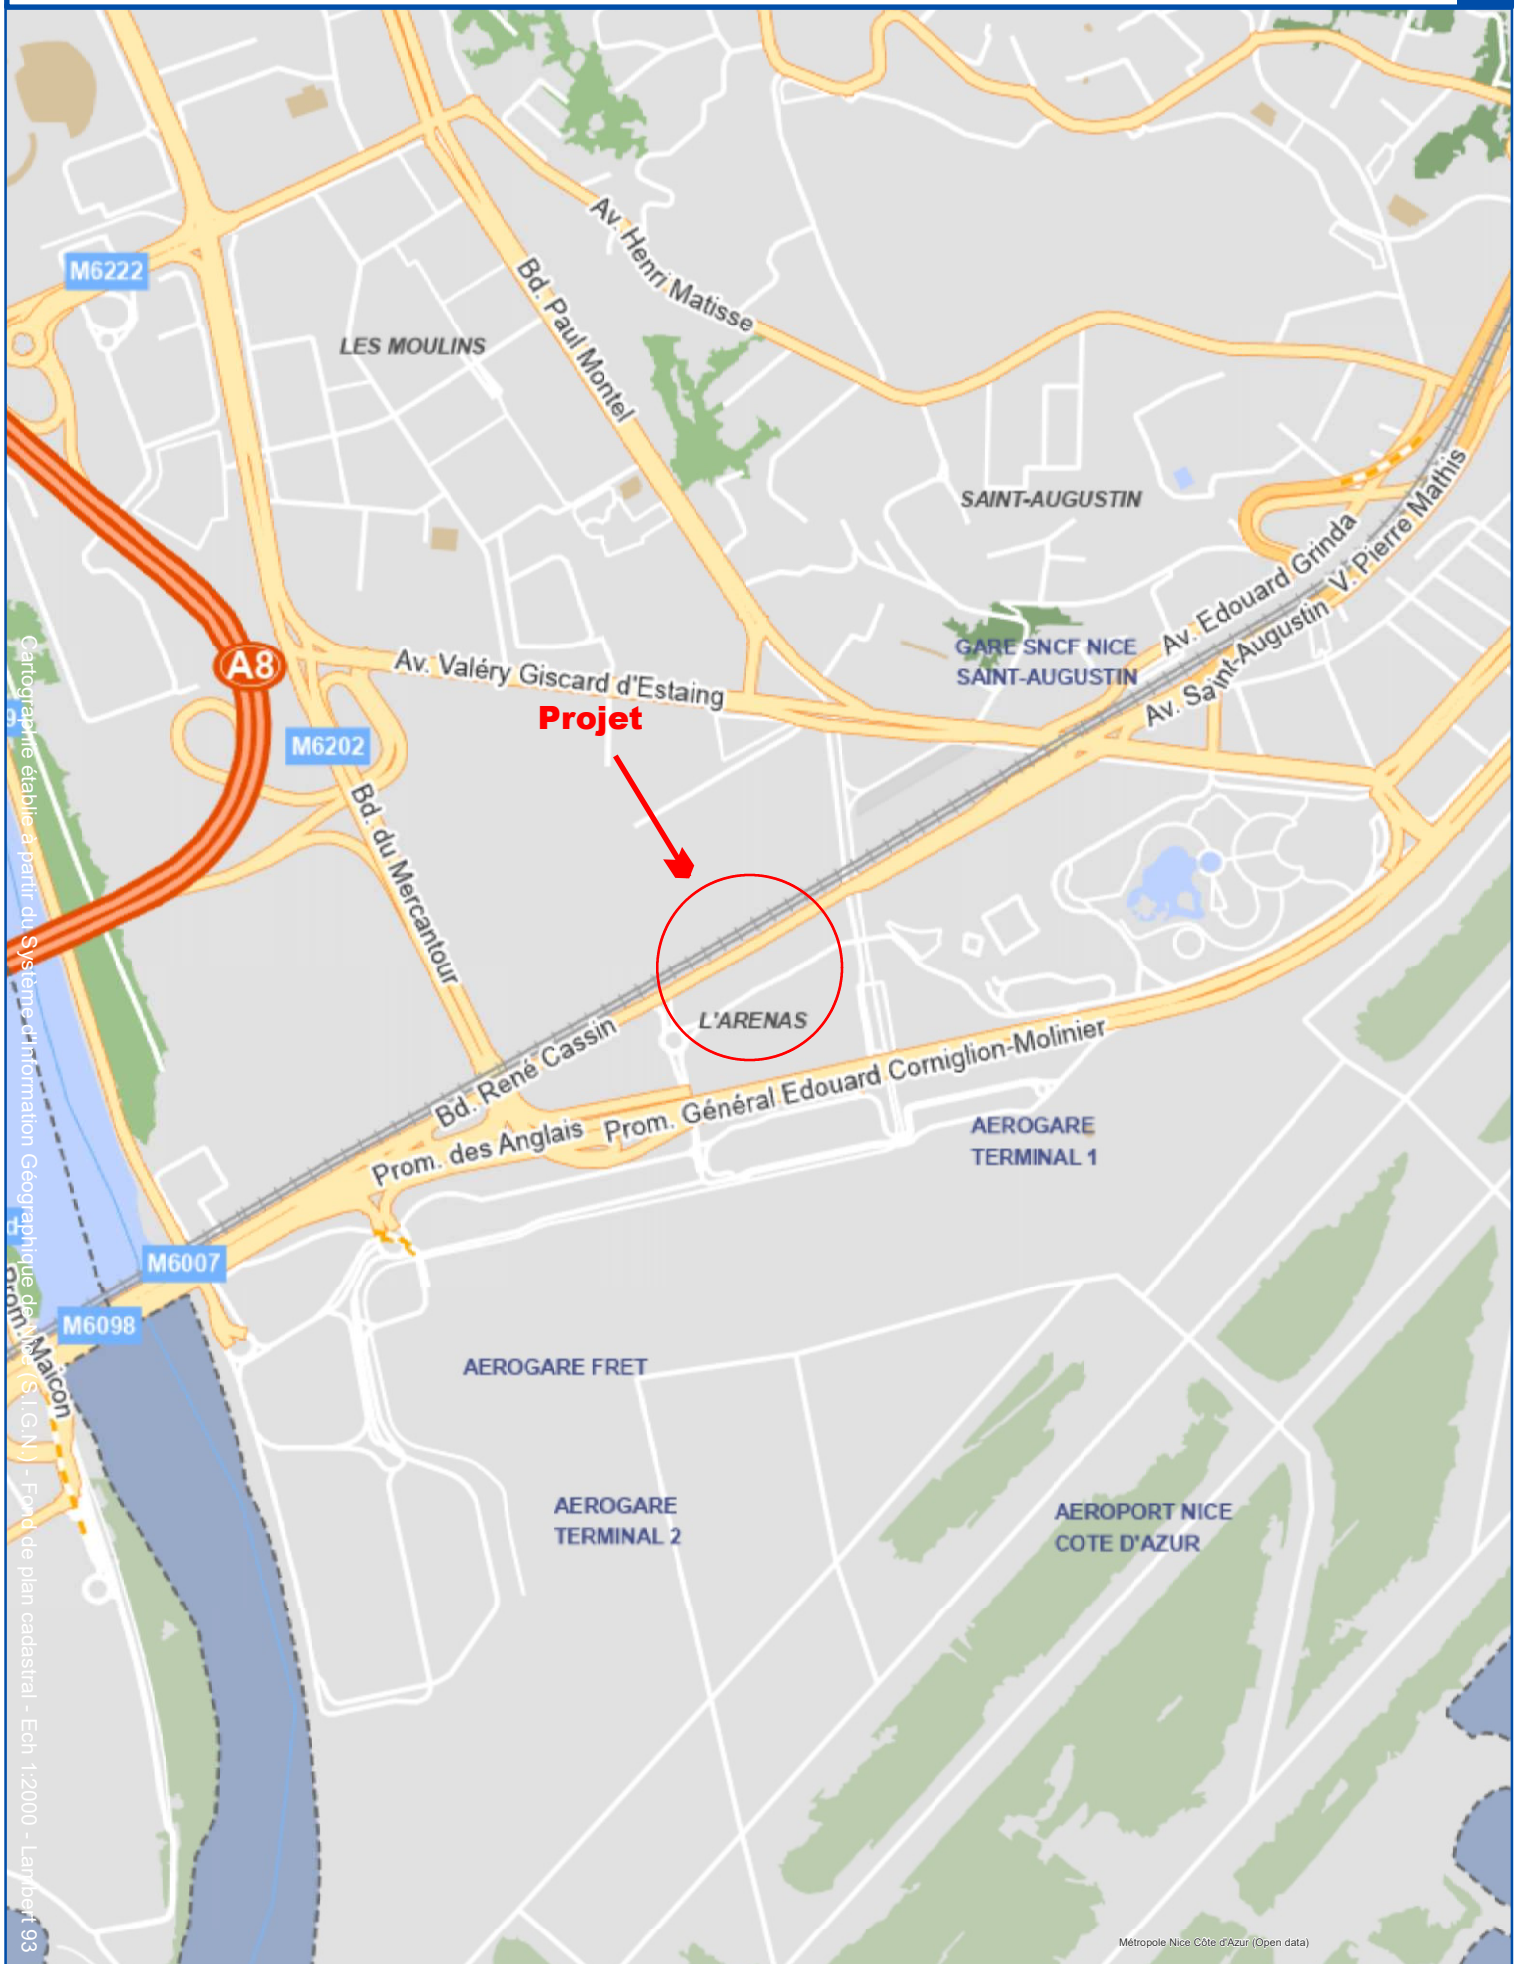 M6222
LES MOULINS
Av. Henri Matisse
Bd. Paul Montel
SAINT-AUGUSTIN
Av. Edouard Grinda
V. Pierre Mathis
Av. Saint-Augustin
GARE SNCF NICE
SAINT-AUGUSTIN
A8
Av. Valéry Giscard d'Estaing
Projet
M6202
Bd. du Mercantour
L'ARENAS
Bd. René Cassin
Prom. des Anglais
Prom. Général Edouard Corniglion-Molinier
AEROGARE
TERMINAL 1
M6007
M6098
Prom. Maicon
AEROGARE FRET
AEROGARE
TERMINAL 2
AEROPORT NICE
COTE D'AZUR
Cartographie établie à partir du Système d'Information Géographique de Nice (S.I.G.N.) - Fond de plan cadastral - Ech 1:2000 - Lambert 93
Métropole Nice Côte d'Azur (Open data)